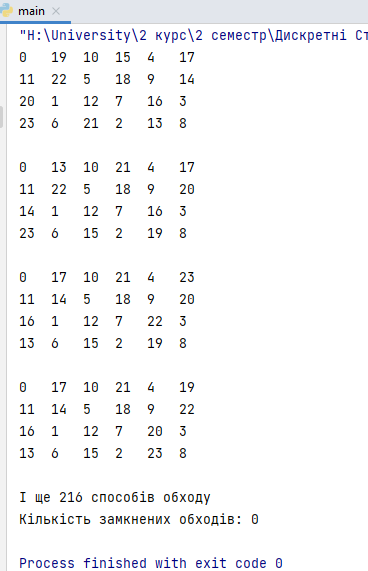 main
"H:\University\2 курс\2 семестр\Дискретні Ст
0 19 10 15 4 17
11 22 5 18 9 14
20 1 12 7 16 3
23 6 21 2 13 8
0 13 10 21 4 17
11 22 5 18 9 20
14 1 12 7 16 3
23 6 15 2 19 8
0 17 10 21 4 23
11 14 5 18 9 20
16 1 12 7 22 3
13 6 15 2 19 8
0 17 10 21 4 19
11 14 5 18 9 22
16 1 12 7 20 3
13 6 15 2 23 8
І ще 216 способів обходу
Кількість замкнених обходів: 0
Process finished with exit code 0